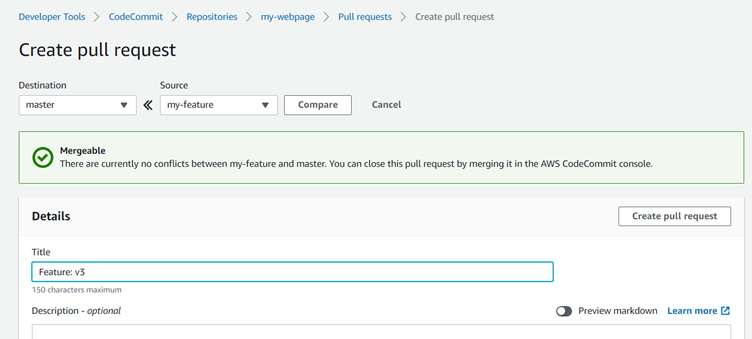 Developer Tools > CodeCommit > Repositories > my-webpage > Pull requests > Create pull request
Create pull request
Destination Source
master my-feature Compare Cancel
Mergeable
There are currently no conflicts between my-feature and master. You can close this pull request by merging it in the AWS CodeCommit console.
Details Create pull request
Title
Feature: v3
150 characters maximum
Description - optional Preview markdown Learn more